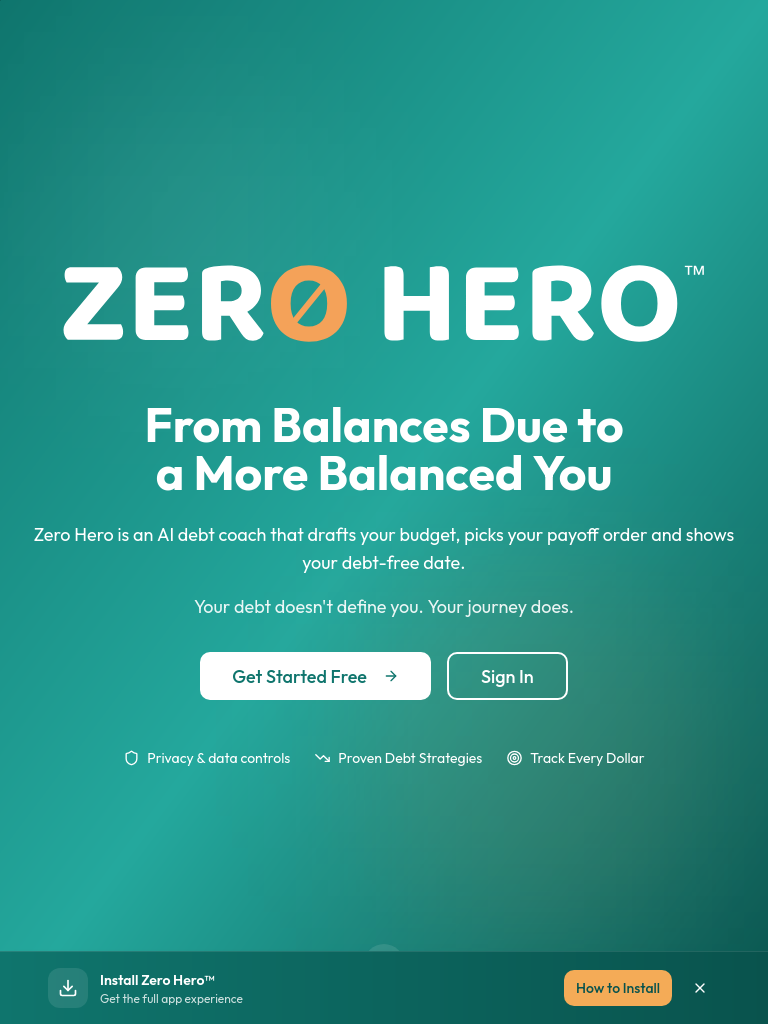 ZERØ HERO™
From Balances Due to
a More Balanced You
Zero Hero is an AI debt coach that drafts your budget, picks your payoff order and shows
your debt-free date.
Your debt doesn't define you. Your journey does.
Get Started Free
Sign In
Privacy & data controls
Proven Debt Strategies
Track Every Dollar
Install Zero Hero™
Get the full app experience
How to Install